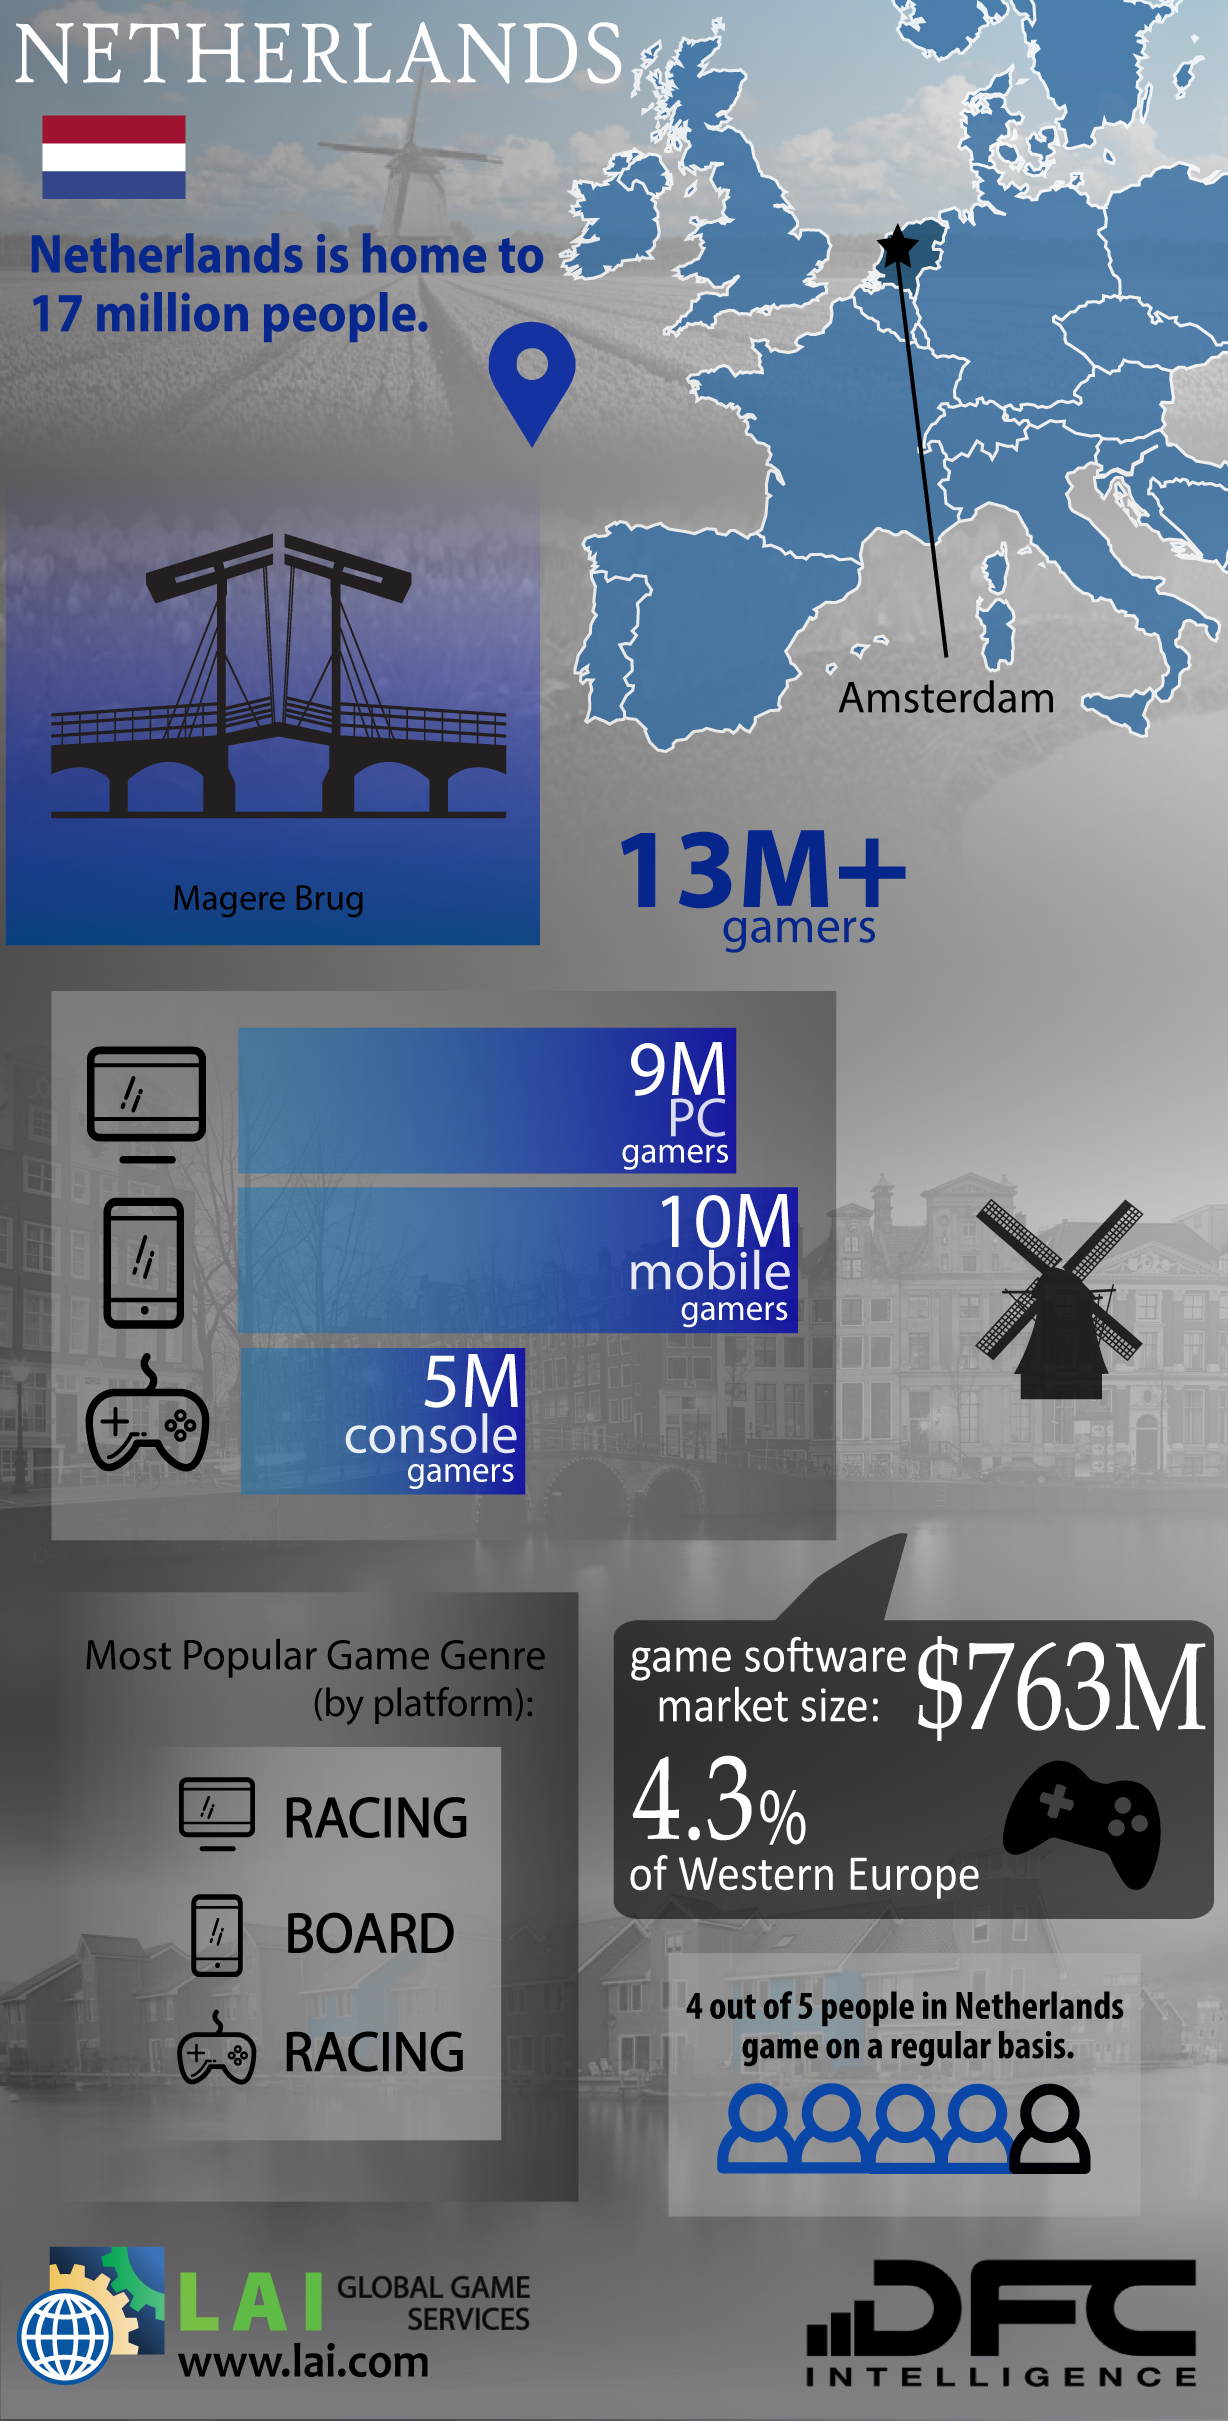 NETHERLANDS
Netherlands is home to
17 million people.
Amsterdam
Magere Brug
13M+
gamers
9M
PC
gamers
10M
mobile
gamers
5M
console
gamers
Most Popular Game Genre
(by platform):
RACING
BOARD
RACING
game software
market size:
$763M
4.3%
of Western Europe
4 out of 5 people in Netherlands
game on a regular basis.
LAI
GLOBAL GAME
SERVICES
www.lai.com
DFC
INTELLIGENCE